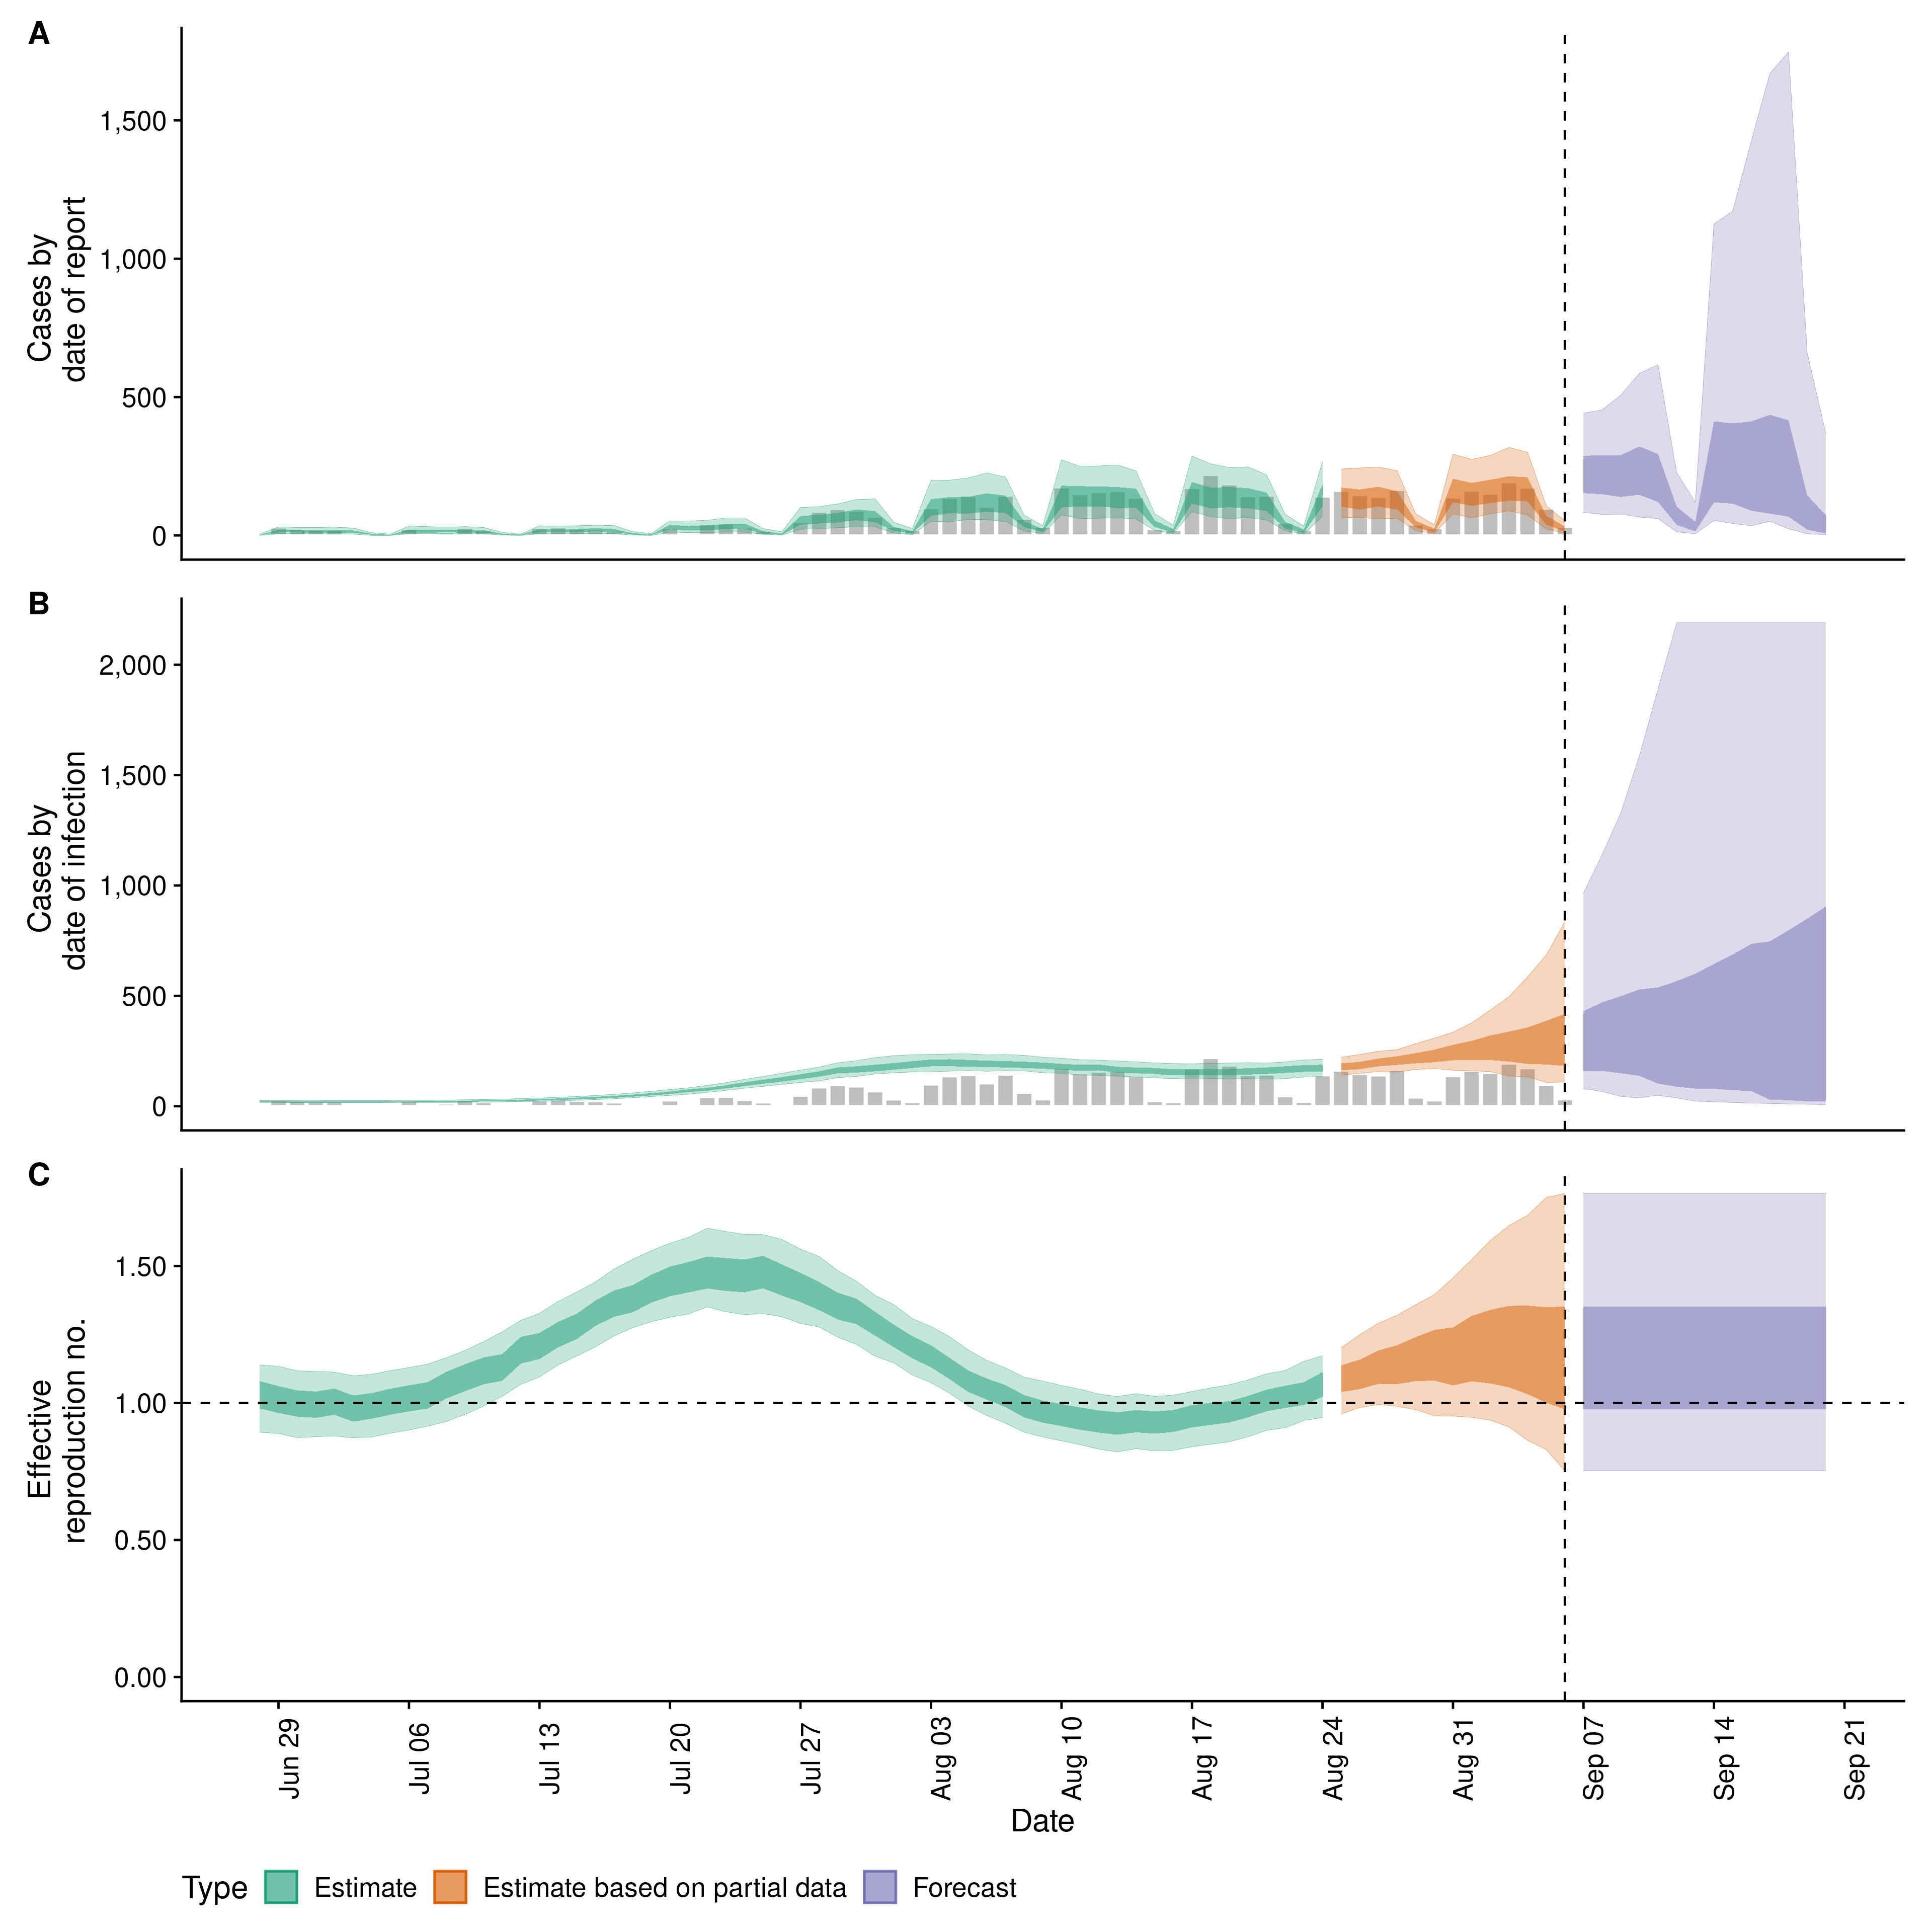 A
Cases by
date of report
1,500
1,000
500
0
B
Cases by
date of infection
2,000
1,500
1,000
500
0
C
Effective
reproduction no.
1.50
1.00
0.50
0.00
Jun 29
Jul 06
Jul 13
Jul 20
Jul 27
Aug 03
Aug 10
Aug 17
Aug 24
Aug 31
Sep 07
Sep 14
Sep 21
Date
Type Estimate Estimate based on partial data Forecast